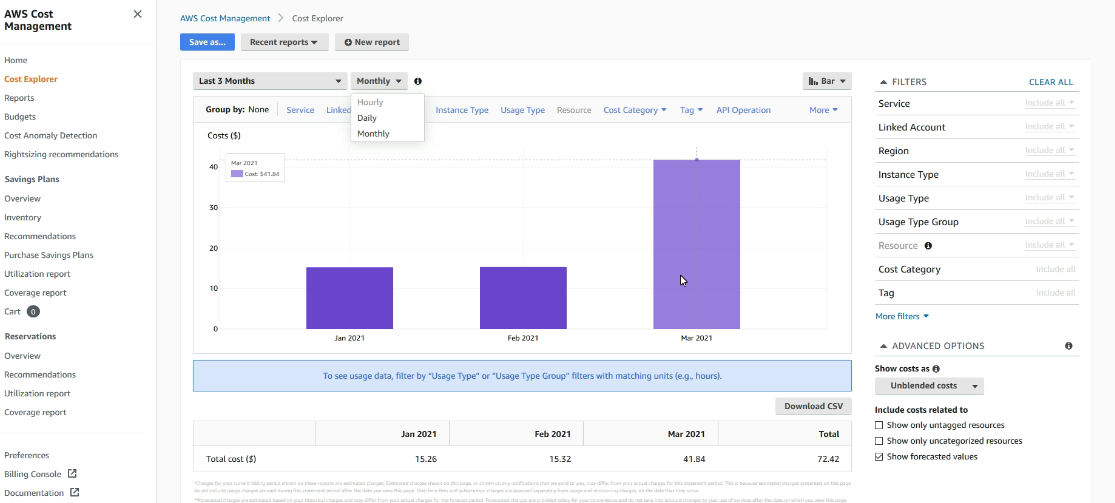 AWS Cost
Management
Home
Cost Explorer
Reports
Budgets
Cost Anomaly Detection
Rightsizing recommendations
Savings Plans
Overview
Inventory
Recommendations
Purchase Savings Plans
Utilization report
Coverage report
Cart 0
Reservations
Overview
Recommendations
Utilization report
Coverage report
Preferences
Billing Console
Documentation
AWS Cost Management > Cost Explorer
Save as... Recent reports New report
Last 3 Months Monthly Bar
Hourly
Daily
Monthly
Group by: None Service Linked Instance Type Usage Type Resource Cost Category Tag API Operation More
Costs ($)
40
30
20
10
0
Mar 2021
Cost: $41.84
Jan 2021 Feb 2021 Mar 2021
To see usage data, filter by "Usage Type" or "Usage Type Group" filters with matching units (e.g., hours).
Download CSV
Jan 2021 Feb 2021 Mar 2021 Total
Total cost ($) 15.26 15.32 41.84 72.42
FILTERS CLEAR ALL
Service Include all
Linked Account Include all
Region Include all
Instance Type Include all
Usage Type Include all
Usage Type Group Include all
Resource Include all
Cost Category Include all
Tag Include all
More filters
ADVANCED OPTIONS
Show costs as
Unblended costs
Include costs related to
Show only untagged resources
Show only uncategorized resources
Show forecasted values